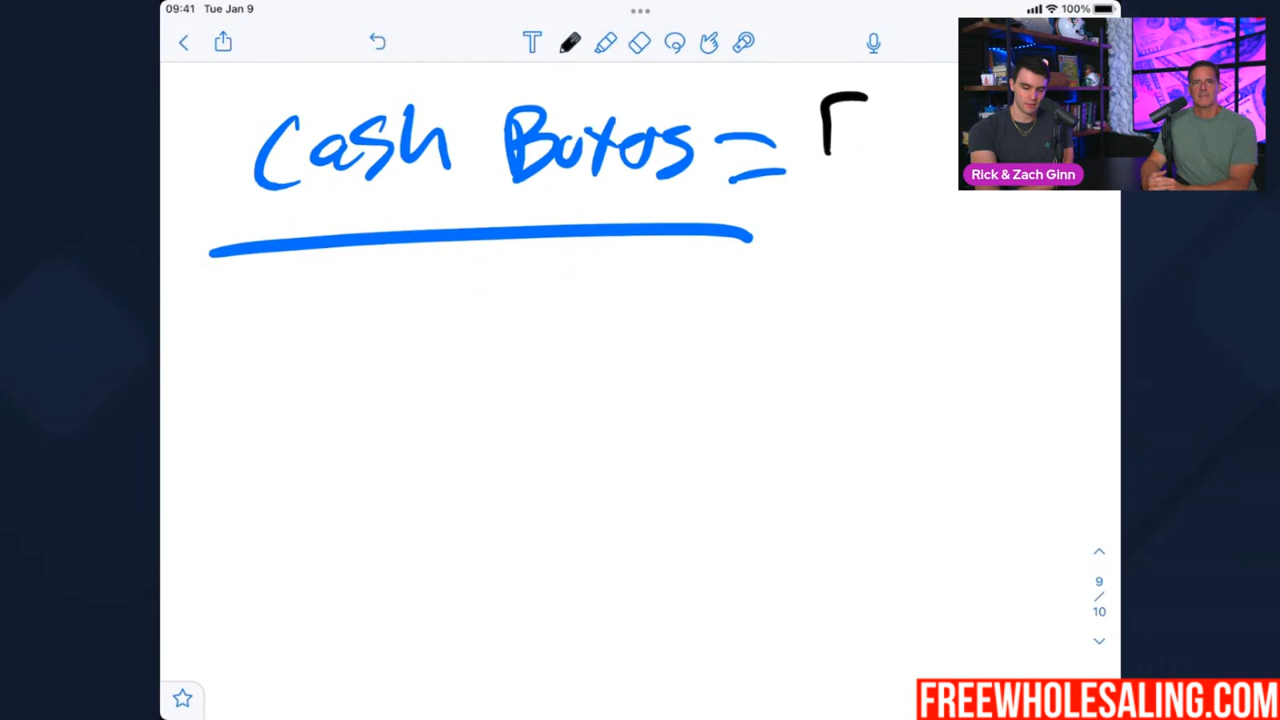 09:41 Tue Jan 9
100%
Cash Buyers =
Rick & Zach Ginn
9
/
10
FREEWHOLESALING.COM